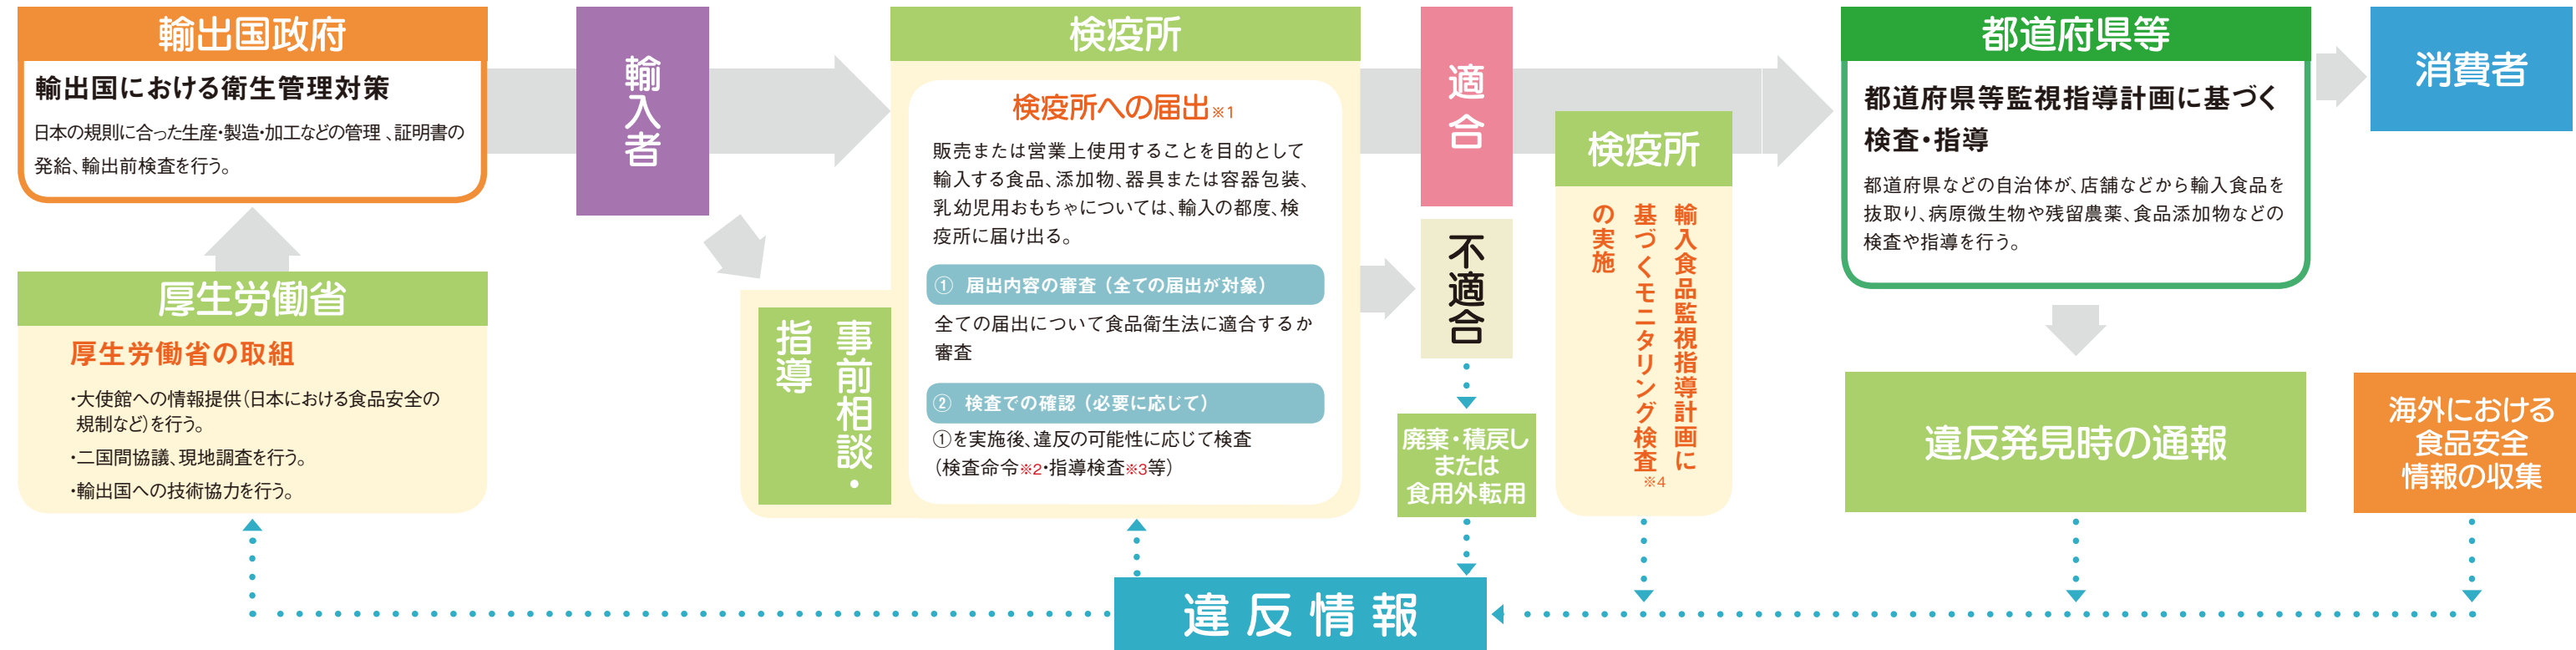 輸出国政府
輸出国における衛生管理対策
日本の規則に合った生産・製造・加工などの管理、証明書の
発給、輸出前検査を行う。
厚生労働省
厚生労働省の取組
・大使館への情報提供(日本における食品安全の
規制など)を行う。
・二国間協議、現地調査を行う。
・輸出国への技術協力を行う。
輸入者
事前相談・
指導
検疫所
検疫所への届出※1
販売または営業上使用することを目的として
輸入する食品、添加物、器具または容器包装、
乳幼児用おもちゃについては、輸入の都度、検
疫所に届け出る。
① 届出内容の審査(全ての届出が対象)
全ての届出について食品衛生法に適合するか
審査
② 検査での確認(必要に応じて)
①を実施後、違反の可能性に応じて検査
(検査命令※2・指導検査※3等)
適合
不適合
廃棄・積戻し
または
食用外転用
検疫所
輸入食品監視指導計画に
基づくモニタリング検査※4
の実施
都道府県等
都道府県等監視指導計画に基づく
検査・指導
都道府県などの自治体が、店舗などから輸入食品を
抜取り、病原微生物や残留農薬、食品添加物などの
検査や指導を行う。
違反発見時の通報
消費者
海外における
食品安全
情報の収集
違反情報